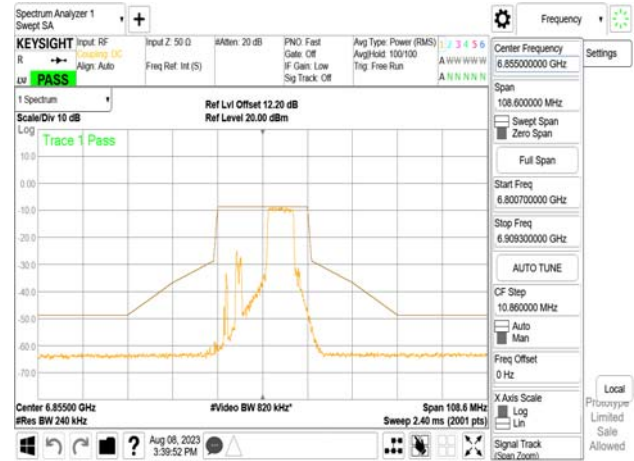 Spectrum Analyzer 1
Swept SA
Frequency
KEYSIGHT
R
LV
PASS
Input: RF
Coupling: DC
Align: Auto
Input Z: 50 Ω
Freq Ref: Int (S)
#Atten: 20 dB
PNO: Fast
Gate: Off
IF Gain: Low
Sig Track: Off
Avg Type: Power (RMS)
Avg|Hold: 100/100
Trig: Free Run
1 2 3 4 5 6
A W W W W W
A N N N N N
1 Spectrum
Scale/Div 10 dB
Ref Lvl Offset 12.20 dB
Ref Level 20.00 dBm
Log
Trace 1 Pass
10.0
0.00
-10.0
-20.0
-30.0
-40.0
-50.0
-60.0
-70.0
Center 6.85500 GHz
#Res BW 240 kHz
#Video BW 820 kHz*
Span 108.6 MHz
Sweep 2.40 ms (2001 pts)
Aug 08, 2023
3:39:52 PM
Center Frequency
6.855000000 GHz
Settings
Span
108.600000 MHz
Swept Span
Zero Span
Full Span
Start Freq
6.800700000 GHz
Stop Freq
6.909300000 GHz
AUTO TUNE
CF Step
10.860000 MHz
Auto
Man
Freq Offset
0 Hz
X Axis Scale
Log
Lin
Signal Track
(Span Zoom)
Local
Prototype
Limited
Sale
Allowed